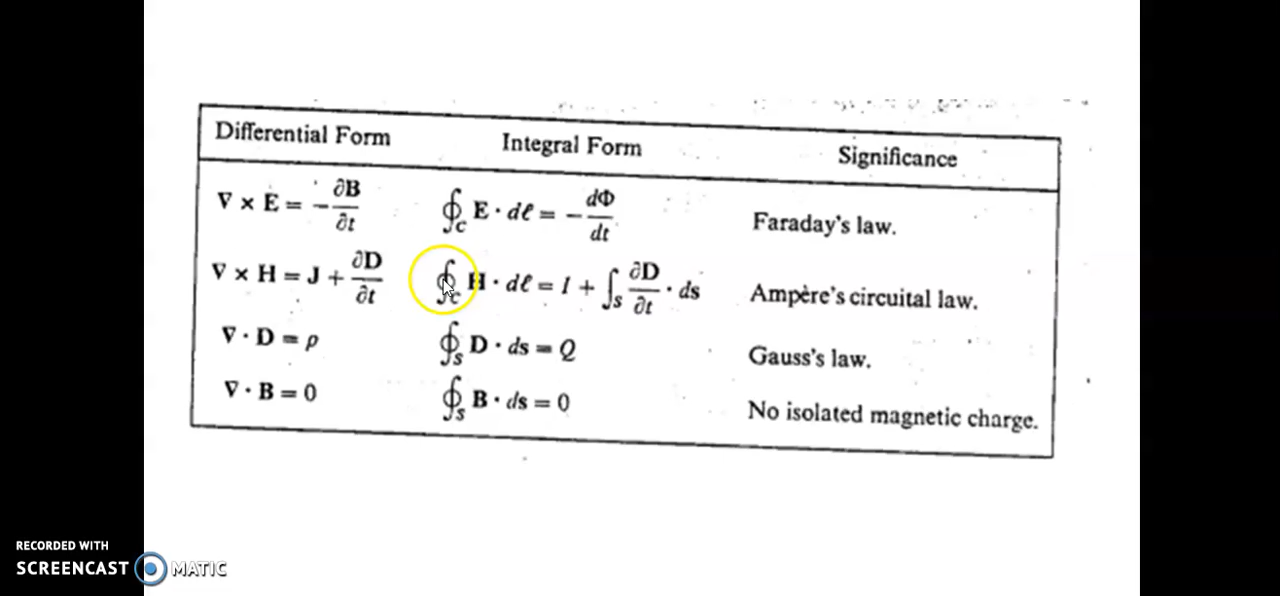 Differential Form Integral Form Significance
∇ × E = −∂B/∂t ∮c E · dℓ = −dΦ/dt Faraday's law.
∇ × H = J + ∂D/∂t ∮c H · dℓ = I + ∫s ∂D/∂t · ds Ampère's circuital law.
∇ · D = ρ ∮s D · ds = Q Gauss's law.
∇ · B = 0 ∮s B · ds = 0 No isolated magnetic charge.
RECORDED WITH
SCREENCAST MATIC